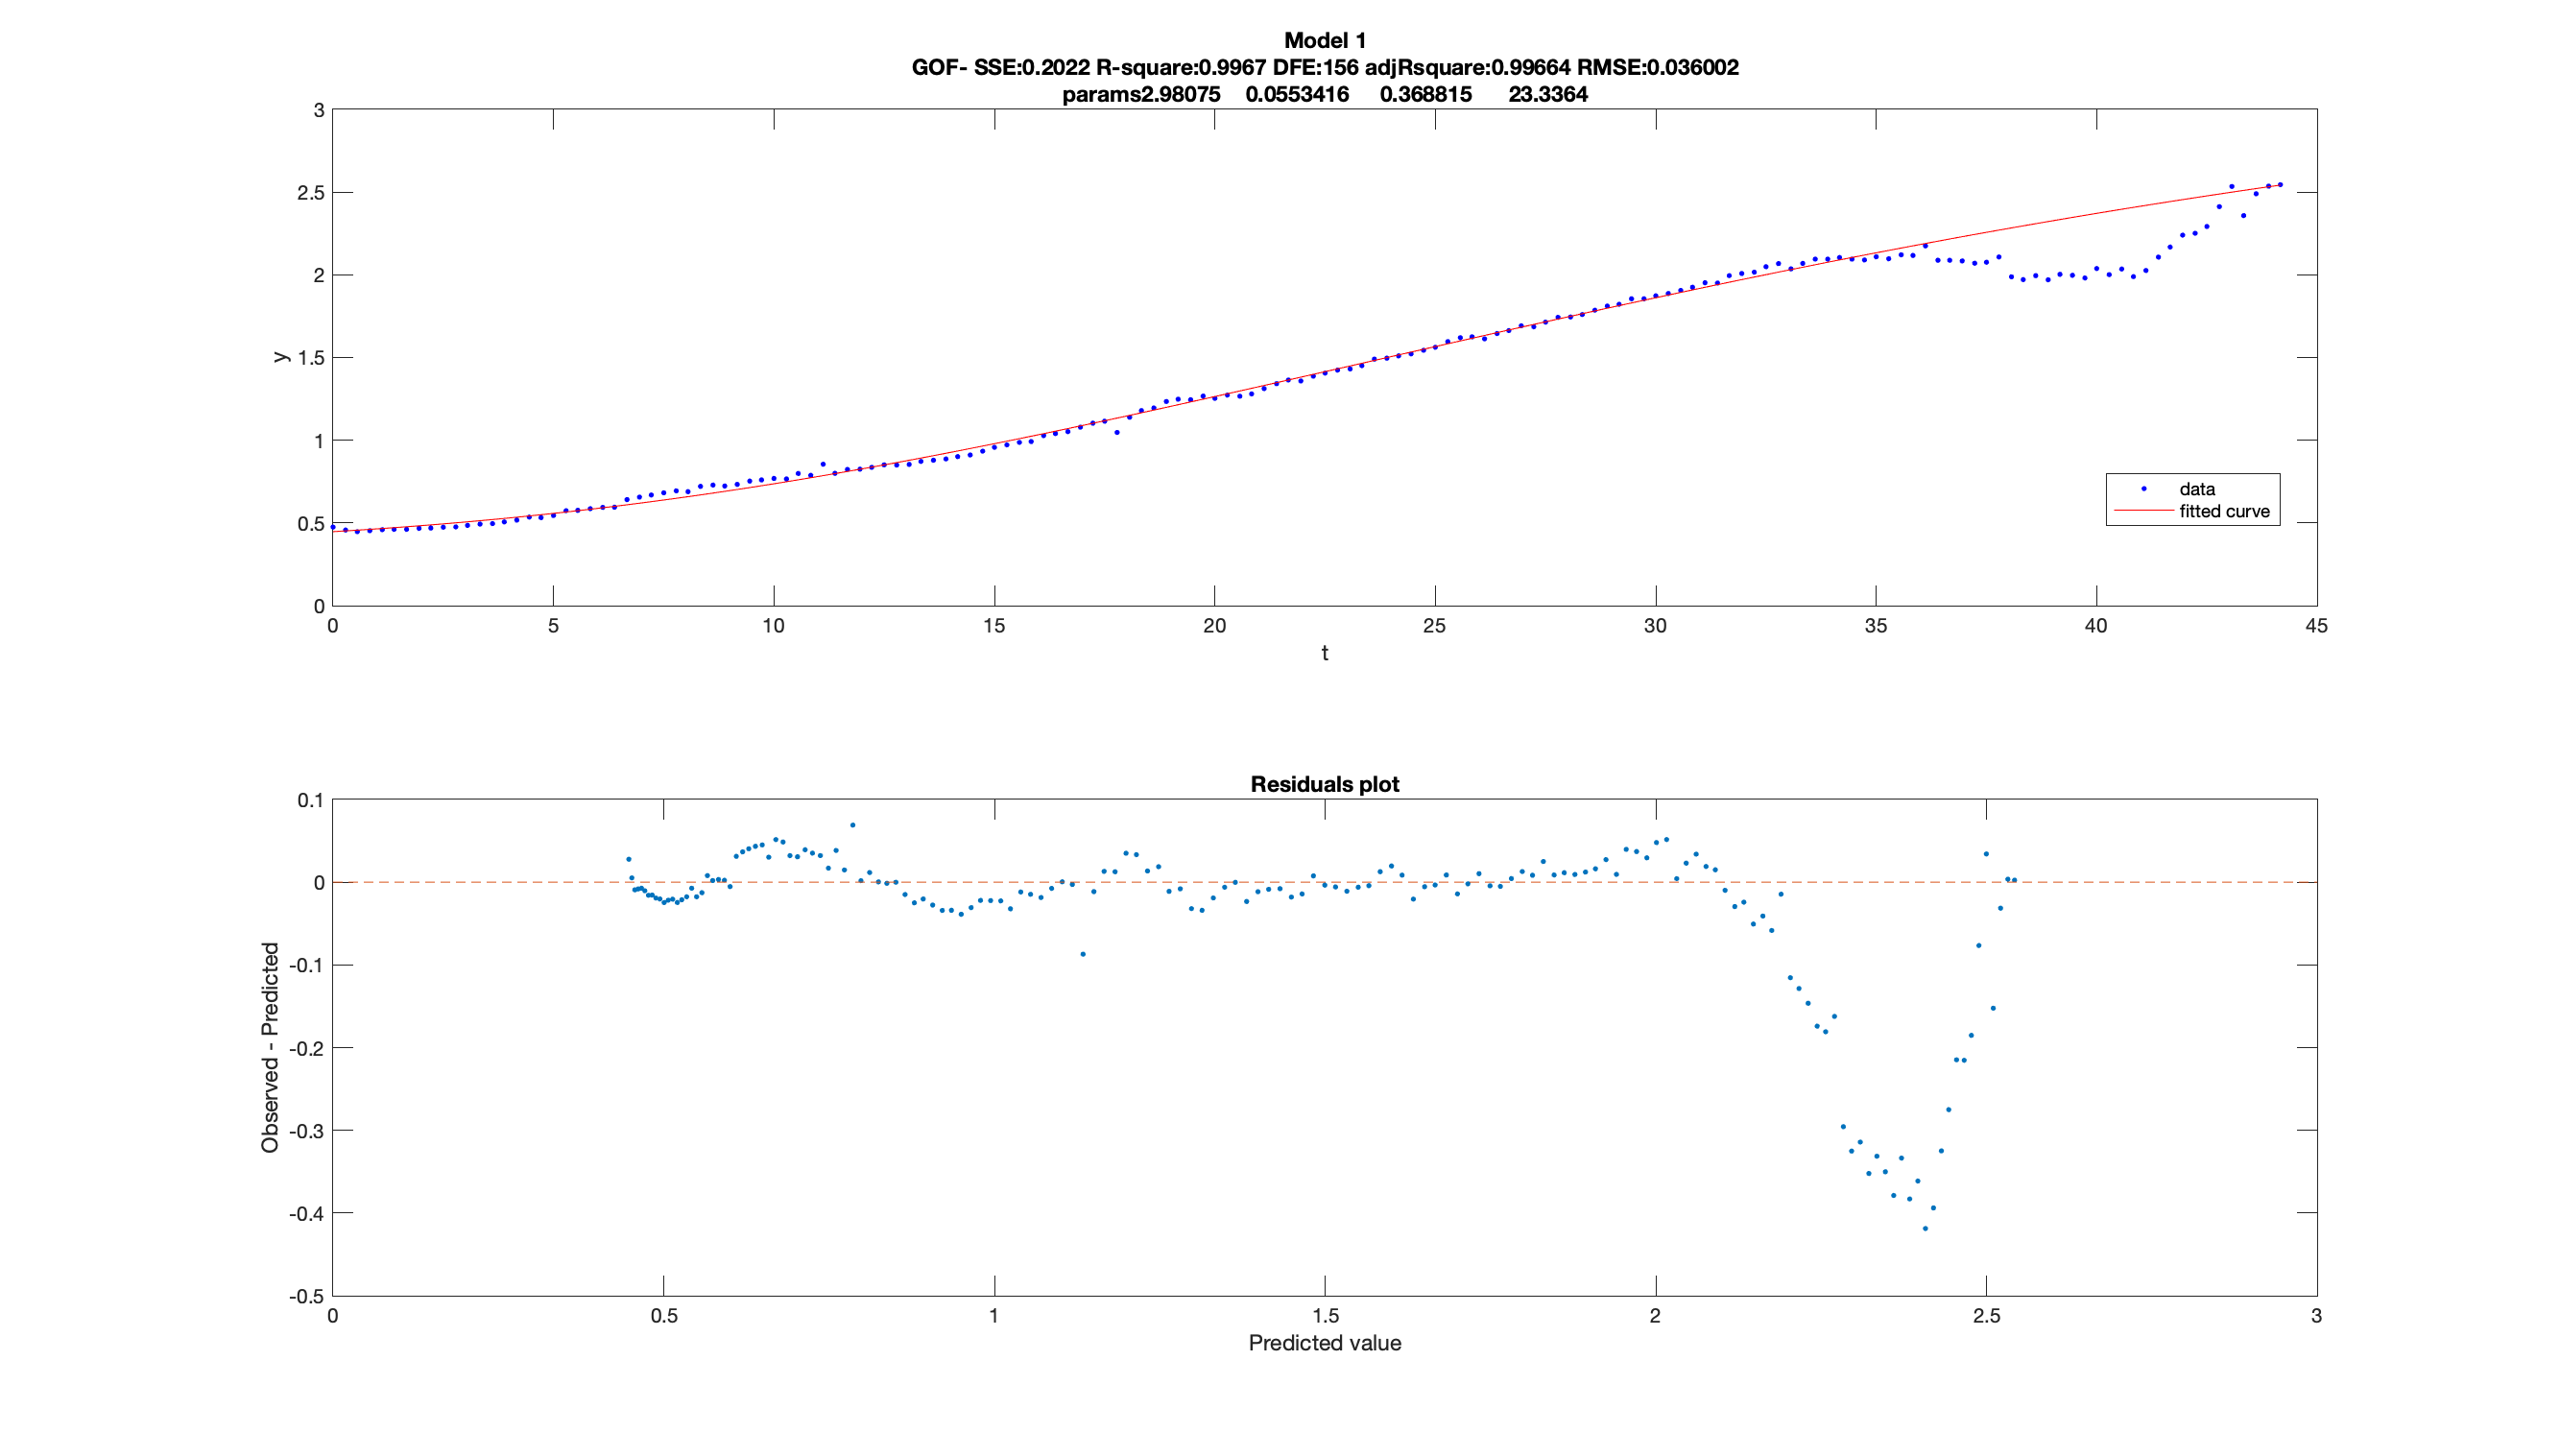 Model 1
GOF- SSE:0.2022 R-square:0.9967 DFE:156 adjRsquare:0.99664 RMSE:0.036002
params2.98075 0.0553416 0.368815 23.3364
3
2.5
2
1.5
1
0.5
0
y
0 5 10 15 20 25 30 35 40 45
t
data
fitted curve
Residuals plot
0.1
0
-0.1
-0.2
-0.3
-0.4
-0.5
Observed - Predicted
0 0.5 1 1.5 2 2.5 3
Predicted value